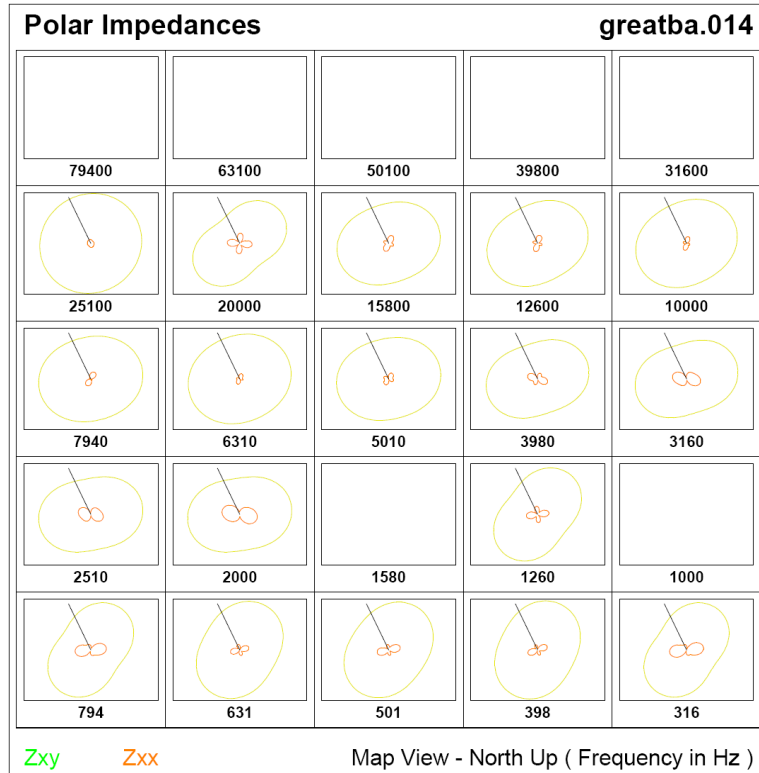 Polar Impedances greatba.014
79400 63100 50100 39800 31600
25100 20000 15800 12600 10000
7940 6310 5010 3980 3160
2510 2000 1580 1260 1000
794 631 501 398 316
Zxy Zxx Map View - North Up ( Frequency in Hz )